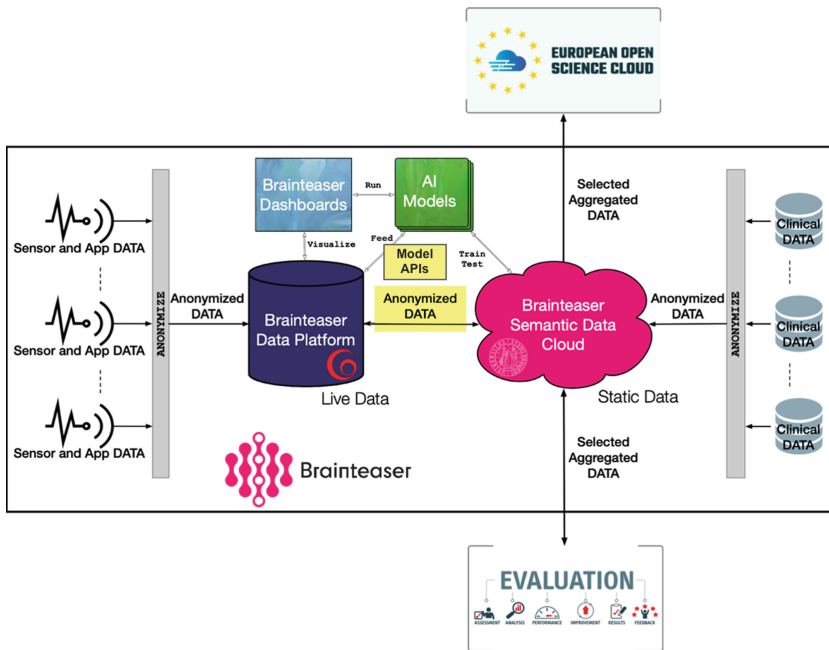 EUROPEAN OPEN
SCIENCE CLOUD
Selected
Aggregated
DATA
Brainteaser
Dashboards
Run
AI
Models
Visualize
Feed
Model
APIs
Train
Test
Sensor and App DATA
Sensor and App DATA
Sensor and App DATA
ANONYMIZE
Anonymized
DATA
Brainteaser
Data Platform
Live Data
Anonymized
DATA
Brainteaser
Semantic Data
Cloud
Static Data
Anonymized
DATA
ANONYMIZE
Clinical
DATA
Clinical
DATA
Clinical
DATA
Brainteaser
Selected
Aggregated
DATA
EVALUATION
ASSESSMENT ANALYSIS PERFORMANCE IMPROVEMENT RESULTS FEEDBACK